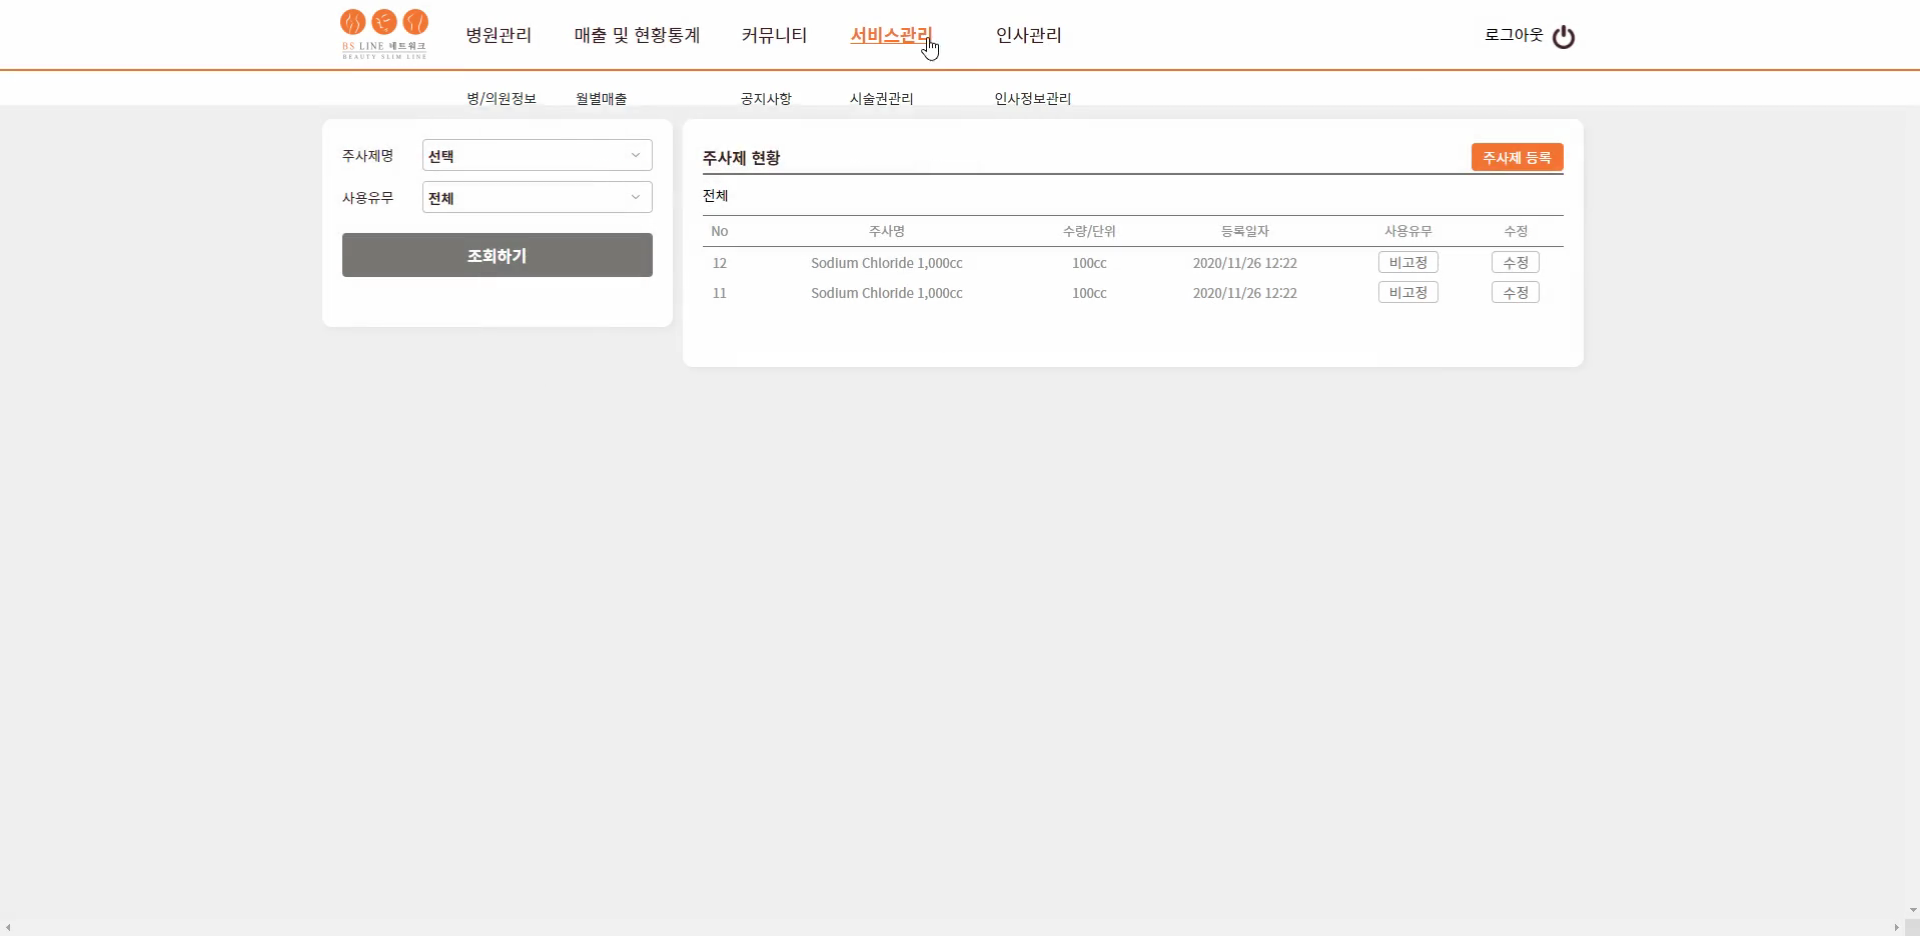 BS LINE 네트워크
BEAUTY SLIM LINE
병원관리 매출 및 현황통계 커뮤니티 서비스관리 인사관리 로그아웃
병/의원정보 월별매출 공지사항 시술권관리 인사정보관리
주사제명 선택
사용유무 전체
조회하기
주사제 현황 주사제 등록
전체
No 주사명 수량/단위 등록일자 사용유무 수정
12 Sodium Chloride 1,000cc 100cc 2020/11/26 12:22 비고정 수정
11 Sodium Chloride 1,000cc 100cc 2020/11/26 12:22 비고정 수정